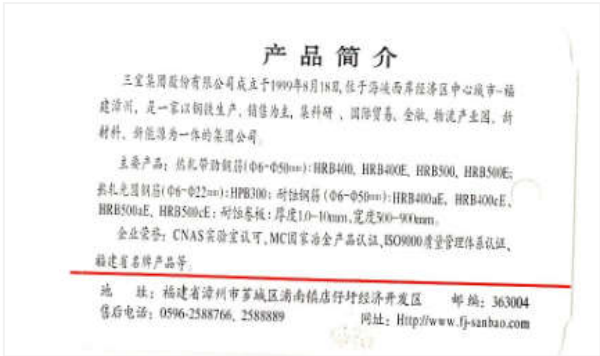 产品简介
三宝集团股份有限公司成立于1999年8月18日,位于海峡西岸经济区中心城市-福
建漳州，是一家以钢铁生产、销售为主，集科研、国际贸易、金融、物流产业园、新
材料、新能源为一体的集团公司。
主要产品：热轧带肋钢筋(Φ6-Φ50mm):HRB400, HRB400E, HRB500, HRB500E;
热轧光圆钢筋(Φ6-Φ22mm):HPB300；耐蚀钢筋(Φ6-Φ50mm):HRB400aE、HRB400cE、
HRB500aE、HRB500cE；耐蚀卷板：厚度1.0-10mm,宽度500-900mm。
企业荣誉：CNAS实验室认可,MC国家冶金产品认证,ISO9000质量管理体系认证、
福建省名牌产品等。
地 址：福建省漳州市芗城区浦南镇店仔圩经济开发区 邮编：363004
售后电话：0596-2588766, 2588889 网址：Http://www.fj-sanbao.com